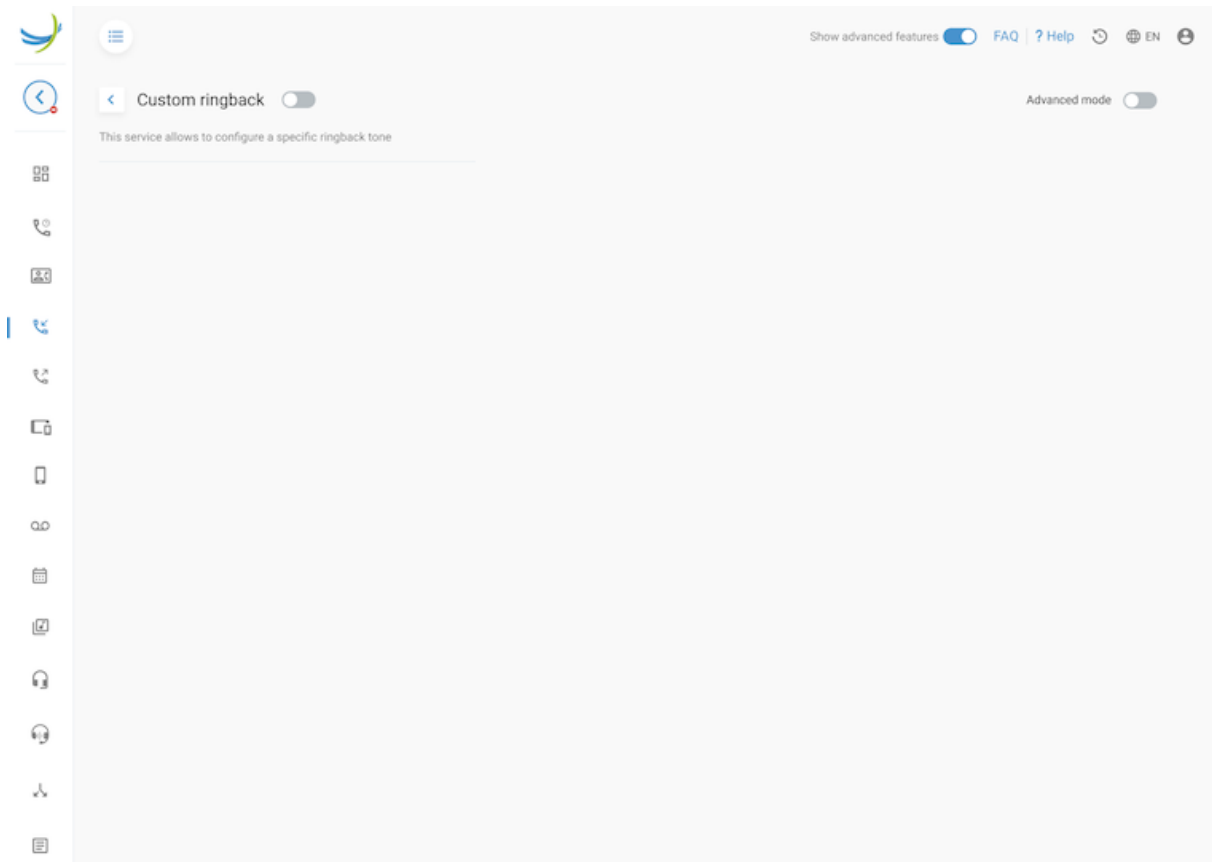 Show advanced features FAQ ? Help EN
Custom ringback Advanced mode
This service allows to configure a specific ringback tone